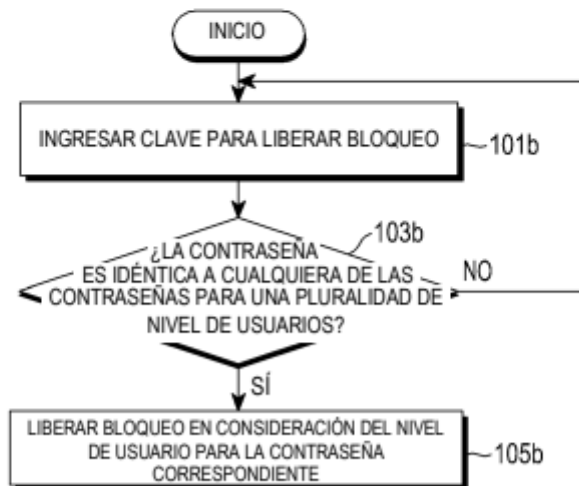 INICIO
INGRESAR CLAVE PARA LIBERAR BLOQUEO
101b
103b
¿LA CONTRASEÑA
ES IDÉNTICA A CUALQUIERA DE LAS
CONTRASEÑAS PARA UNA PLURALIDAD DE
NIVEL DE USUARIOS?
NO
SÍ
LIBERAR BLOQUEO EN CONSIDERACIÓN DEL NIVEL
DE USUARIO PARA LA CONTRASEÑA
CORRESPONDIENTE
105b